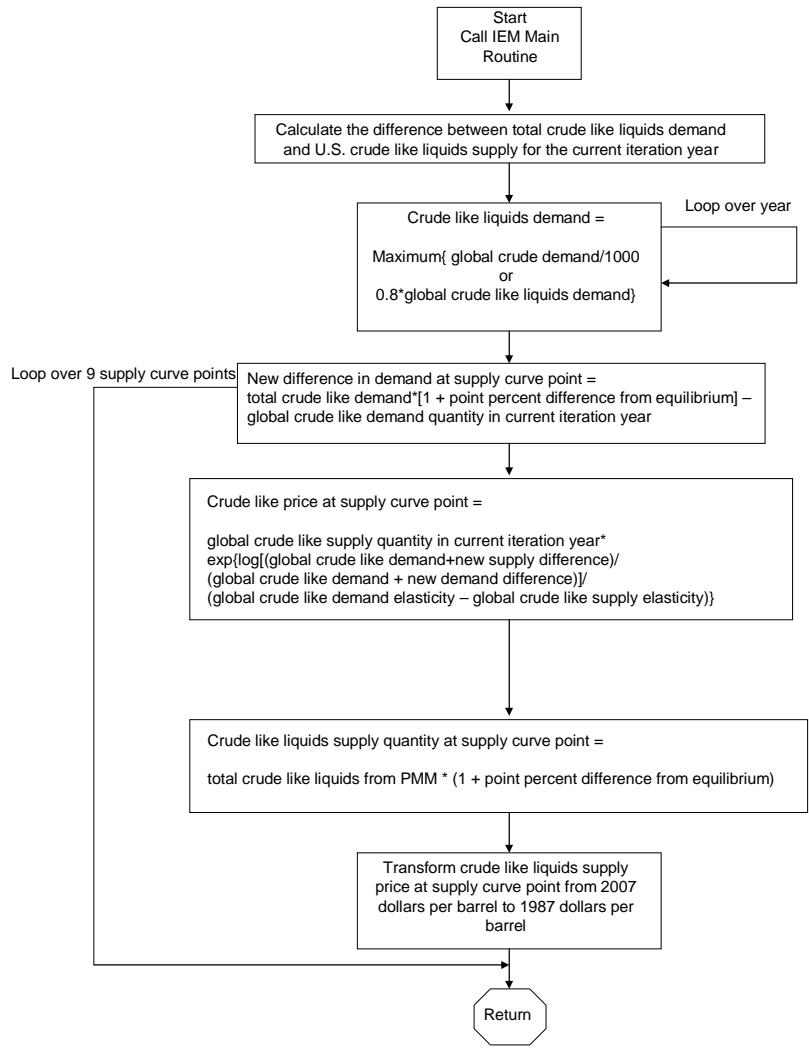 Start
Call IEM Main
Routine
Calculate the difference between total crude like liquids demand
and U.S. crude like liquids supply for the current iteration year
Loop over year
Crude like liquids demand =
Maximum{ global crude demand/1000
or
0.8*global crude like liquids demand}
Loop over 9 supply curve points
New difference in demand at supply curve point =
total crude like demand*[1 + point percent difference from equilibrium] –
global crude like demand quantity in current iteration year
Crude like price at supply curve point =
global crude like supply quantity in current iteration year*
exp{log[(global crude like demand+new supply difference)/
(global crude like demand + new demand difference)]/
(global crude like demand elasticity – global crude like supply elasticity)}
Crude like liquids supply quantity at supply curve point =
total crude like liquids from PMM * (1 + point percent difference from equilibrium)
Transform crude like liquids supply
price at supply curve point from 2007
dollars per barrel to 1987 dollars per
barrel
Return